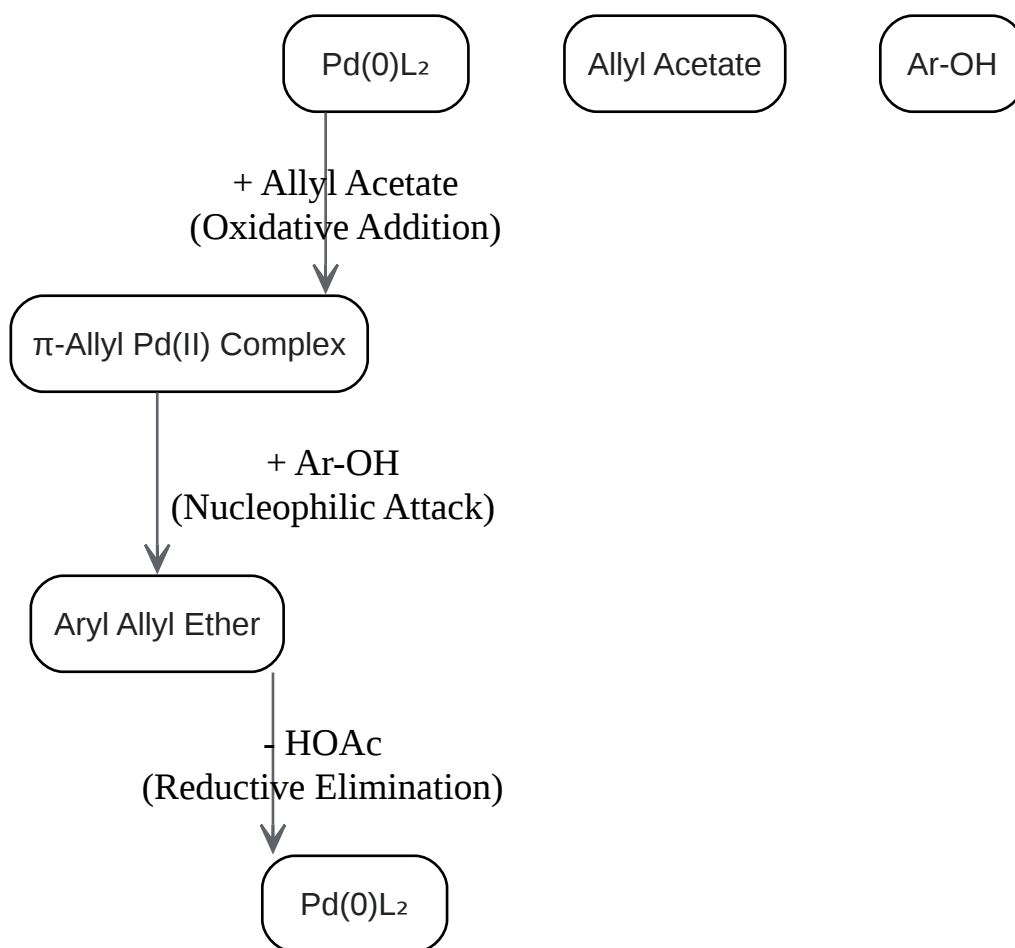 Pd(0)L₂
Allyl Acetate
Ar-OH
+ Allyl Acetate
(Oxidative Addition)
π-Allyl Pd(II) Complex
+ Ar-OH
(Nucleophilic Attack)
Aryl Allyl Ether
- HOAc
(Reductive Elimination)
Pd(0)L₂